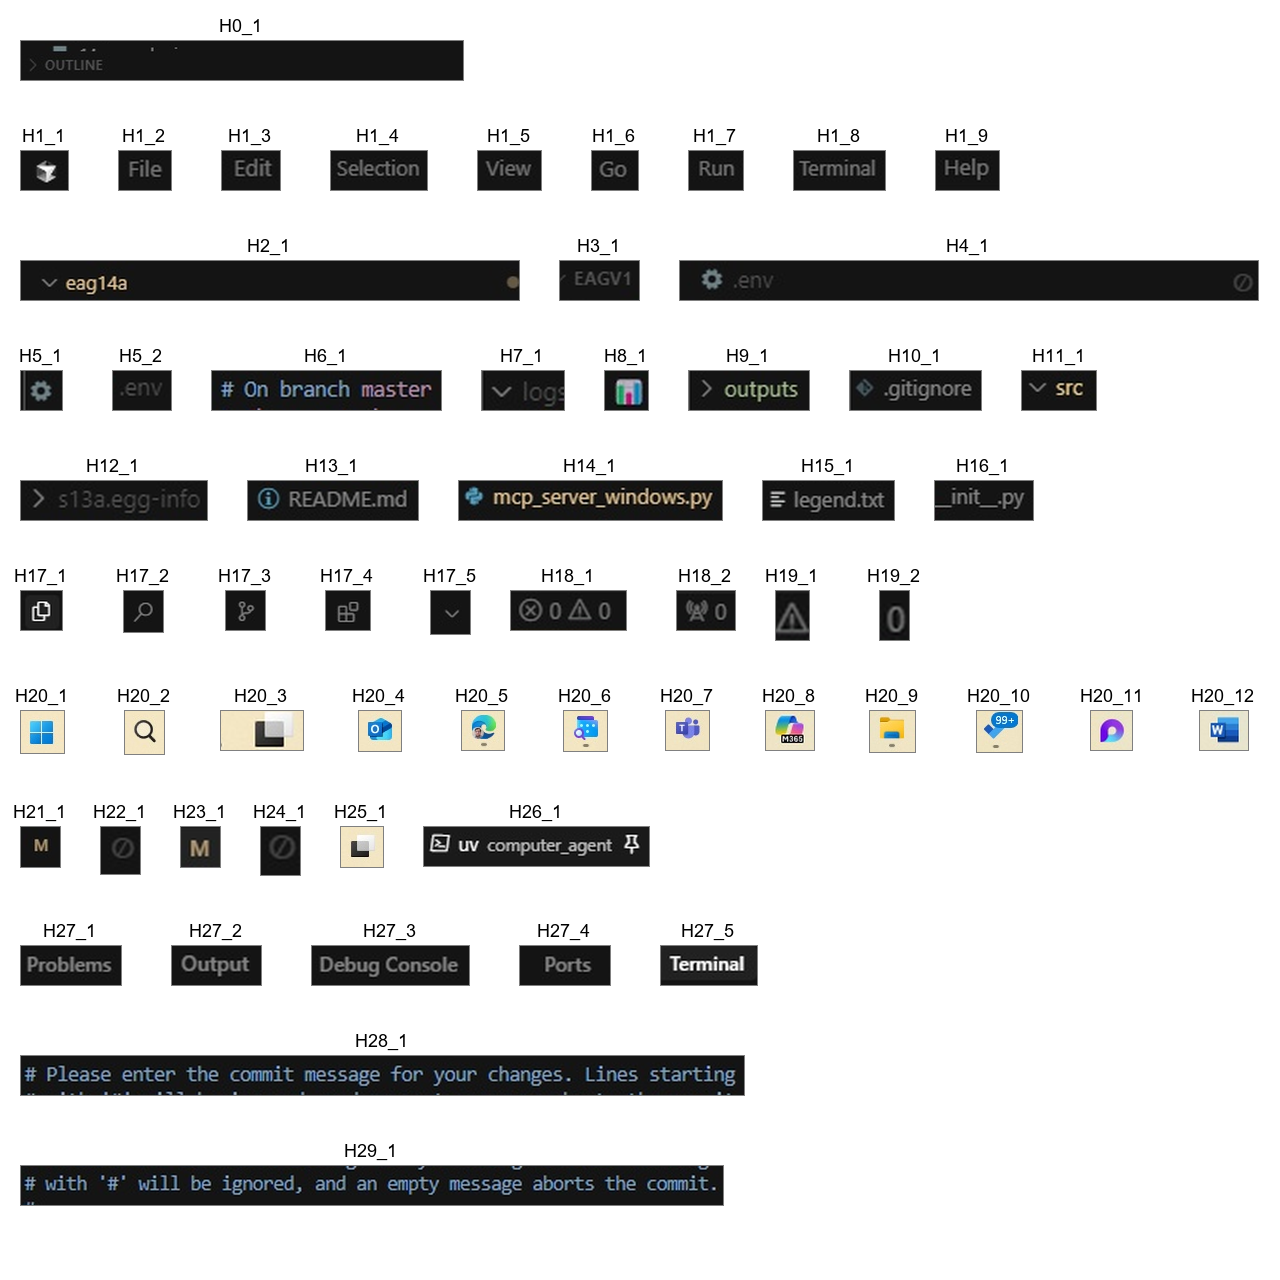 H0_1
OUTLINE
H1_1 H1_2 H1_3 H1_4 H1_5 H1_6 H1_7 H1_8 H1_9
File Edit Selection View Go Run Terminal Help
H2_1 H3_1 H4_1
eag14a EAGV1 .env
H5_1 H5_2 H6_1 H7_1 H8_1 H9_1 H10_1 H11_1
.env # On branch master logs outputs .gitignore src
H12_1 H13_1 H14_1 H15_1 H16_1
s13a.egg-info README.md mcp_server_windows.py legend.txt __init__.py
H17_1 H17_2 H17_3 H17_4 H17_5 H18_1 H18_2 H19_1 H19_2
0 0 0 0
H20_1 H20_2 H20_3 H20_4 H20_5 H20_6 H20_7 H20_8 H20_9 H20_10 H20_11 H20_12
O M365 99+ W
H21_1 H22_1 H23_1 H24_1 H25_1 H26_1
M M uv computer_agent
H27_1 H27_2 H27_3 H27_4 H27_5
Problems Output Debug Console Ports Terminal
H28_1
# Please enter the commit message for your changes. Lines starting
H29_1
# with '#' will be ignored, and an empty message aborts the commit.
#